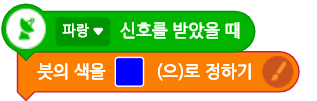 파랑 신호를 받았을 때
붓의 색을 (으)로 정하기